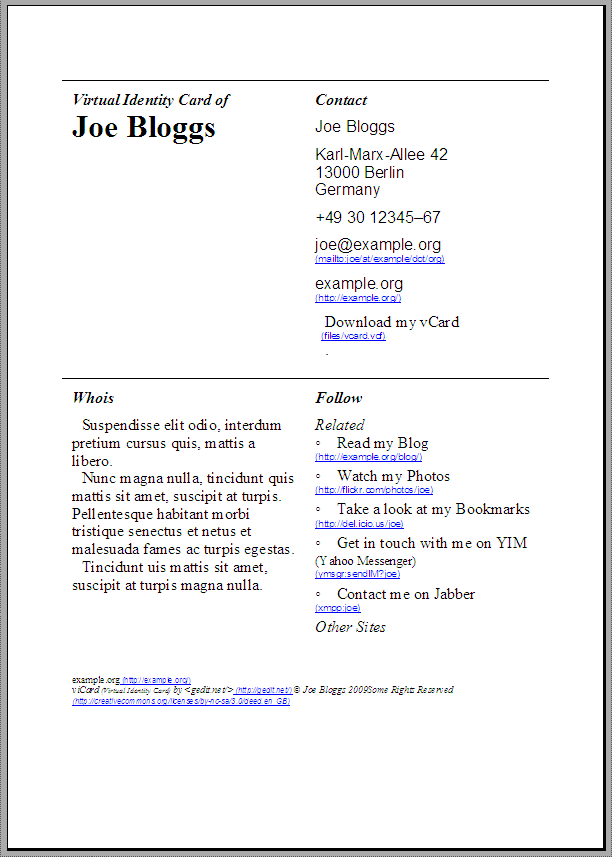 Virtual Identity Card of
Joe Bloggs
Contact
Joe Bloggs
Karl-Marx-Allee 42
13000 Berlin
Germany
+49 30 12345–67
joe@example.org
(mailto:joe/at/example/dot/org)
example.org
(http://example.org/)
Download my vCard
(files/vcard.vcf)
.
Whois
Suspendisse elit odio, interdum
pretium cursus quis, mattis a
libero.
Nunc magna nulla, tincidunt quis
mattis sit amet, suscipit at turpis.
Pellentesque habitant morbi
tristique senectus et netus et
malesuada fames ac turpis egestas.
Tincidunt uis mattis sit amet,
suscipit at turpis magna nulla.
Follow
Related
◦ Read my Blog
(http://example.org/blog/)
◦ Watch my Photos
(http://flickr.com/photos/joe)
◦ Take a look at my Bookmarks
(http://del.icio.us/joe)
◦ Get in touch with me on YIM
(Yahoo Messenger)
(ymsgr:sendIM?joe)
◦ Contact me on Jabber
(xmpp:joe)
Other Sites
example.org (http://example.org/)
viCard (Virtual Identity Card) by <gedit.net/> (http://gedit.net/) © Joe Bloggs 2009Some Rights Reserved
(http://creativecommons.org/licenses/by-nc-sa/3.0/deed.en_GB)